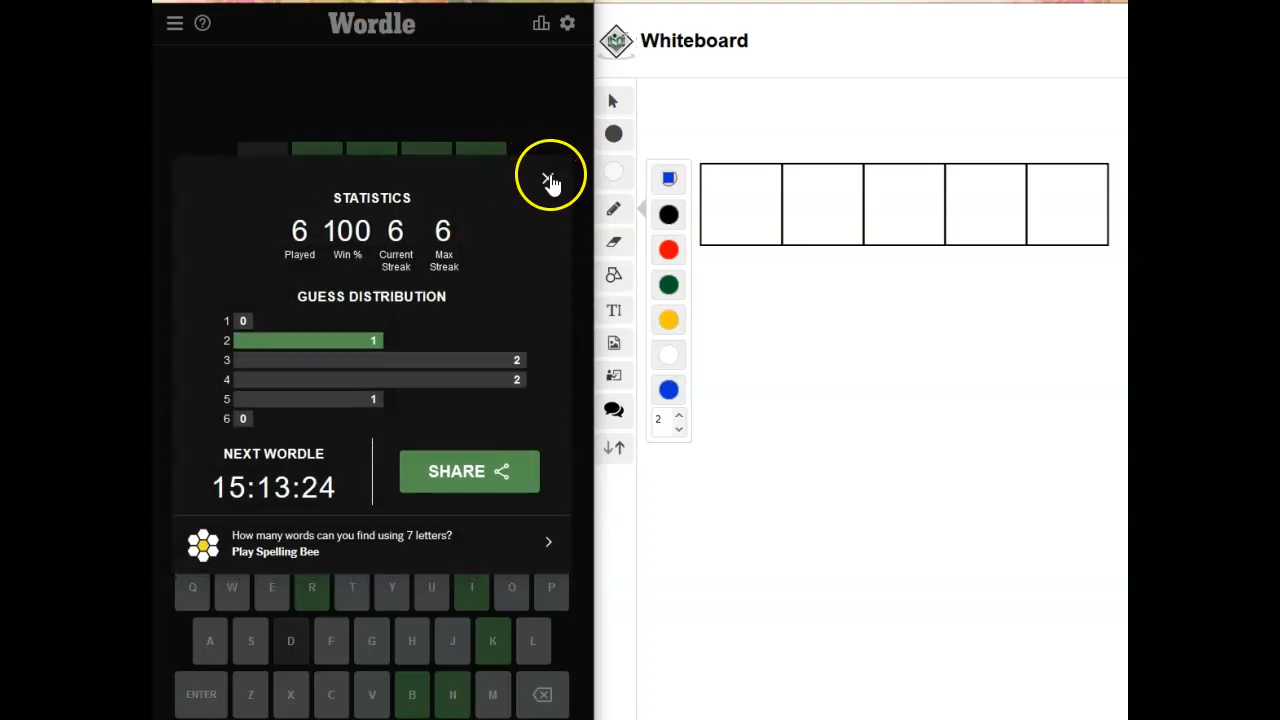 Wordle
Whiteboard
STATISTICS
6 100 6 6
Played Win % Current Streak Max Streak
GUESS DISTRIBUTION
1 0
2 1
3 2
4 2
5 1
6 0
NEXT WORDLE
15:13:24
SHARE
How many words can you find using 7 letters?
Play Spelling Bee
Q W E R T Y U I O P
A S D F G H J K L
ENTER Z X C V B N M
TI
2